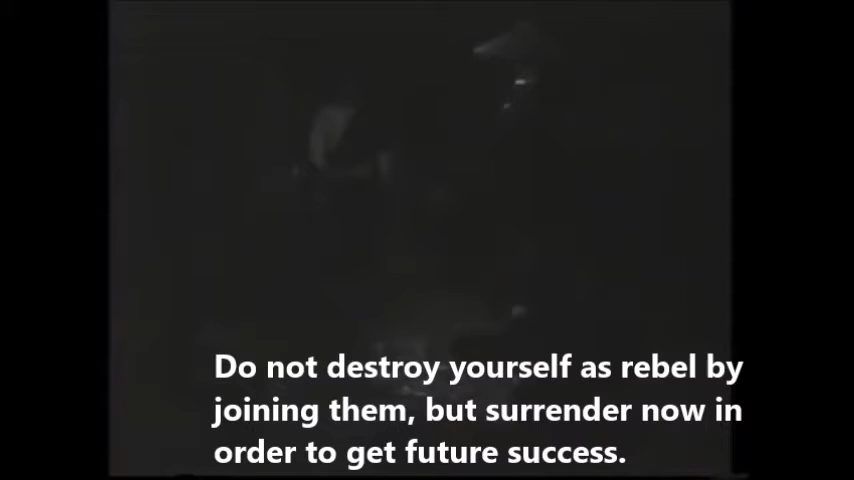 Do not destroy yourself as rebel by
joining them, but surrender now in
order to get future success.